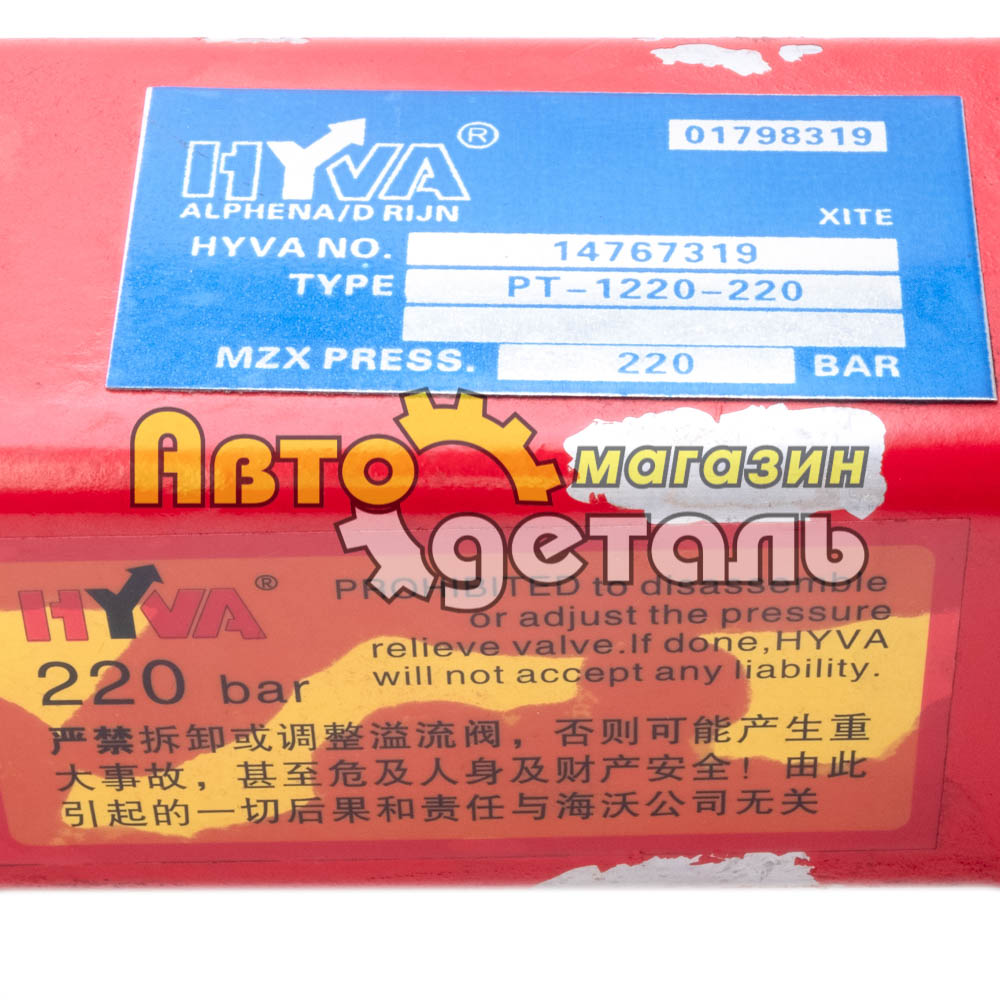 HYVA®
01798319
ALPHENA/D RIJN
XITE
HYVA NO. 14767319
TYPE PT-1220-220
MZX PRESS. 220 BAR
Авто магазин
деталь
HYVA®
220 bar
PROHIBITED to disassemble
or adjust the pressure
relieve valve.If done,HYVA
will not accept any liability.
严禁拆卸或调整溢流阀，否则可能产生重
大事故，甚至危及人身及财产安全！由此
引起的一切后果和责任与海沃公司无关